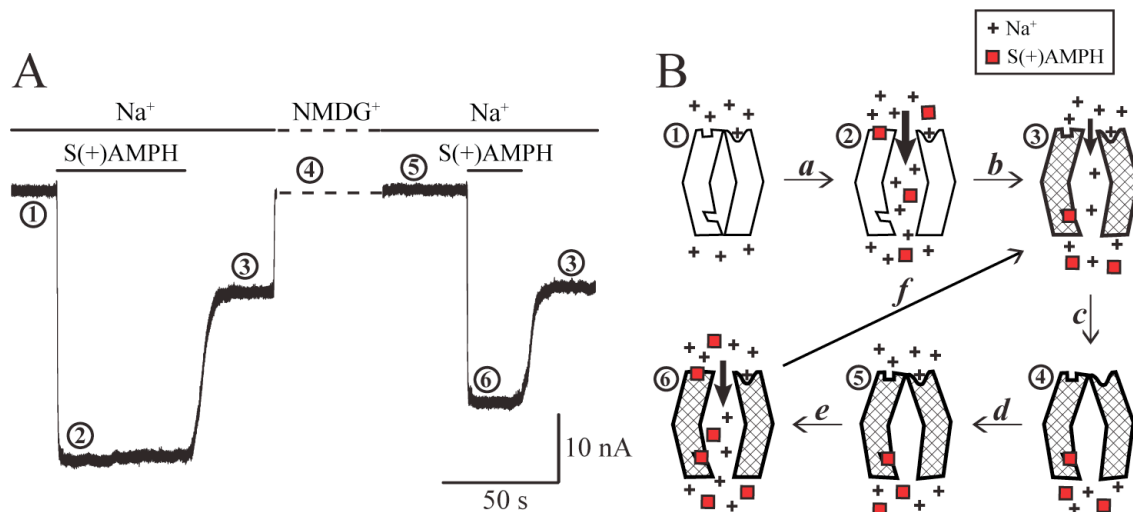 A
Na⁺ NMDG⁺ Na⁺
S(+)AMPH S(+)AMPH
④ ⑤
①
③ ③
⑥
②
10 nA
50 s
B
+ Na⁺
S(+)AMPH
① ② ③
a b
f c
⑥ ⑤ ④
e d